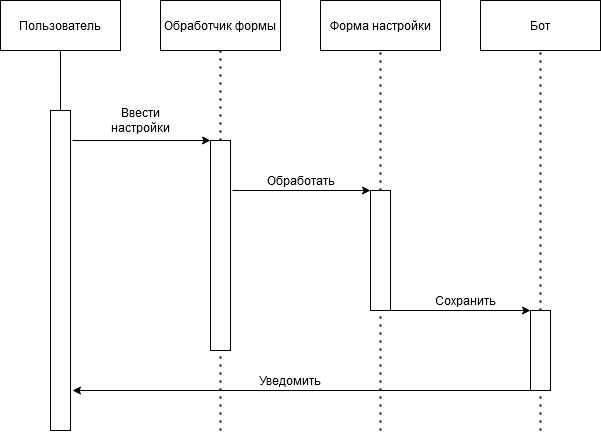 Пользователь
Обработчик формы
Форма настройки
Бот
Ввести
настройки
Обработать
Сохранить
Уведомить